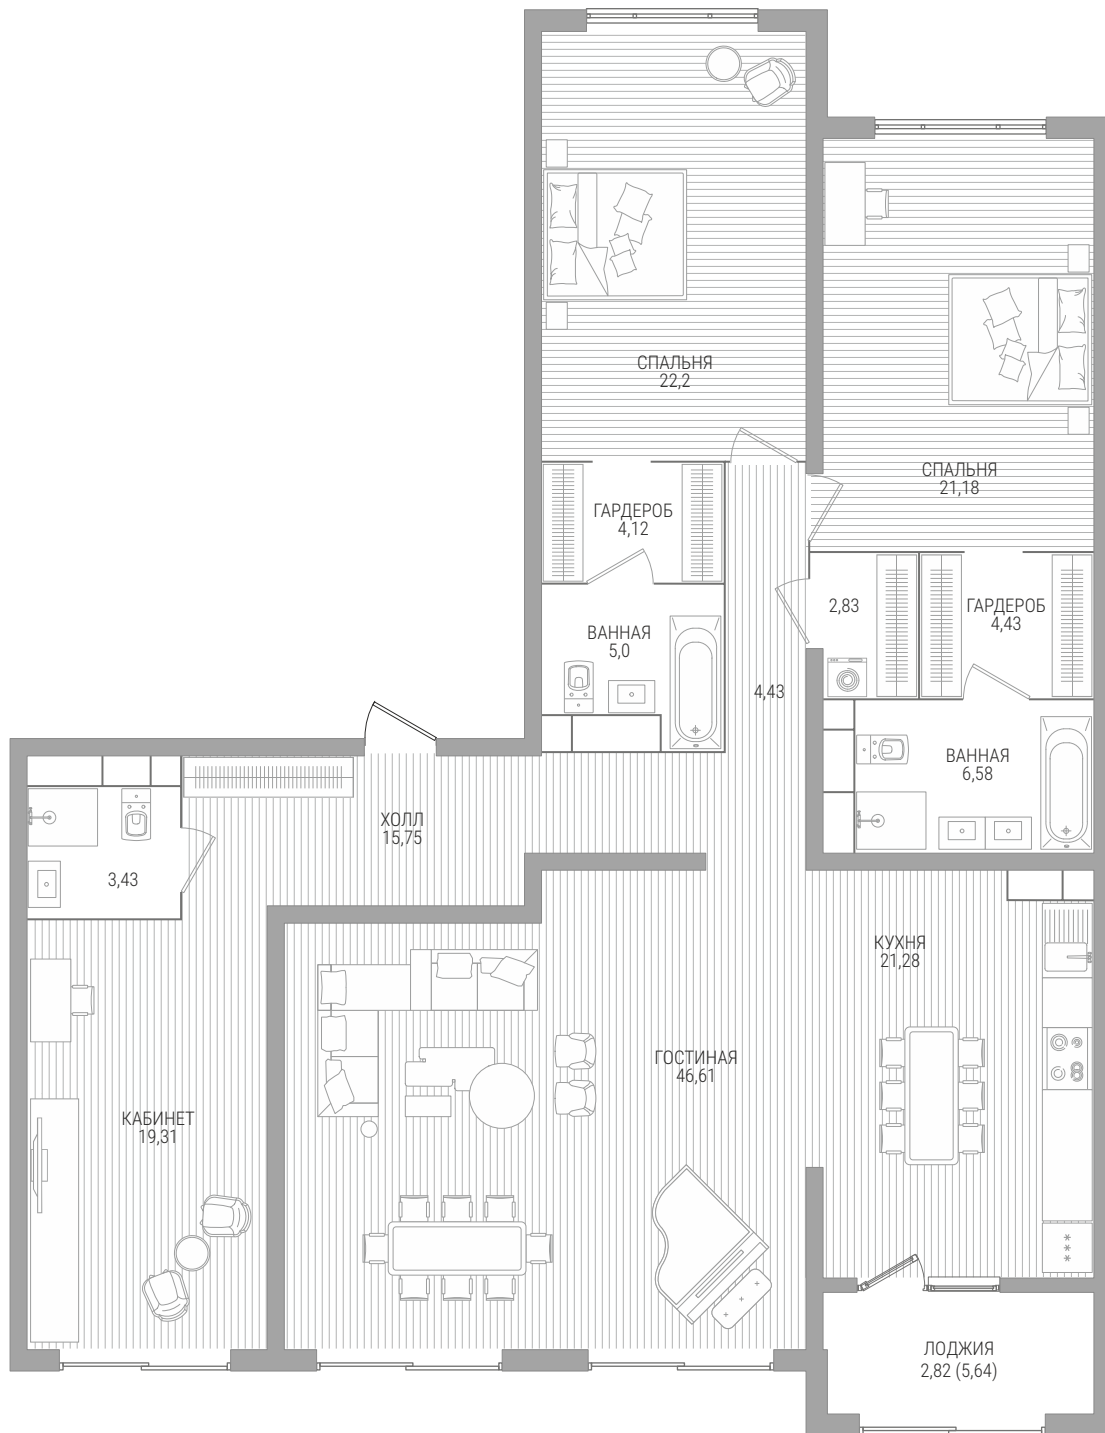 СПАЛЬНЯ
22,2
СПАЛЬНЯ
21,18
ГАРДЕРОБ
4,12
2,83
ГАРДЕРОБ
4,43
ВАННАЯ
5,0
4,43
ВАННАЯ
6,58
ХОЛЛ
15,75
3,43
КУХНЯ
21,28
ГОСТИНАЯ
46,61
КАБИНЕТ
19,31
ЛОДЖИЯ
2,82 (5,64)